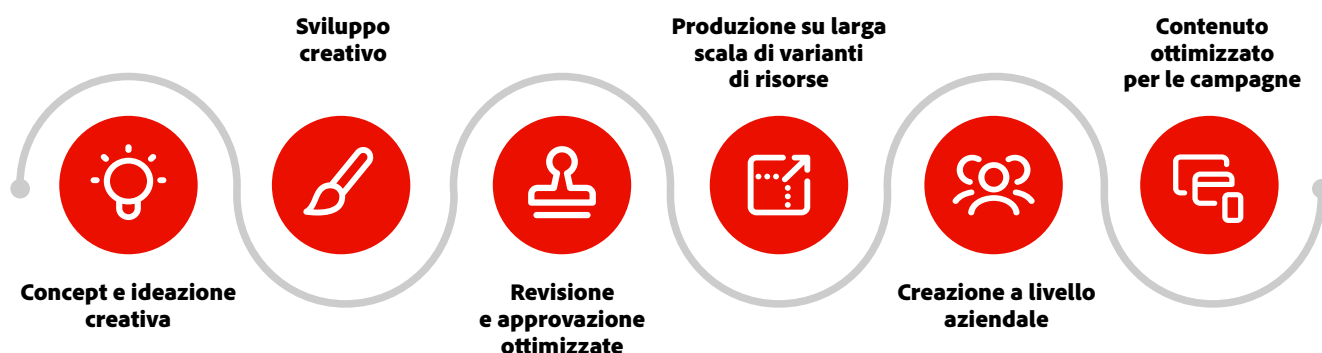 Concept e ideazione
creativa
Sviluppo
creativo
Revisione
e approvazione
ottimizzate
Produzione su larga
scala di varianti
di risorse
Creazione a livello
aziendale
Contenuto
ottimizzato
per le campagne